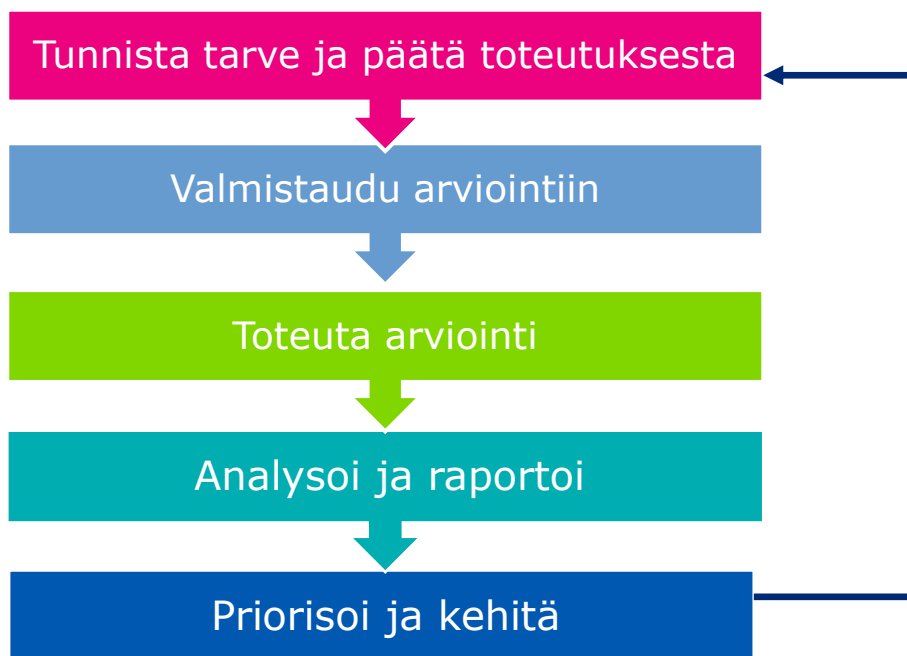 Tunnista tarve ja päätä toteutuksesta
Valmistaudu arviointiin
Toteuta arviointi
Analysoi ja raportoi
Priorisoi ja kehitä